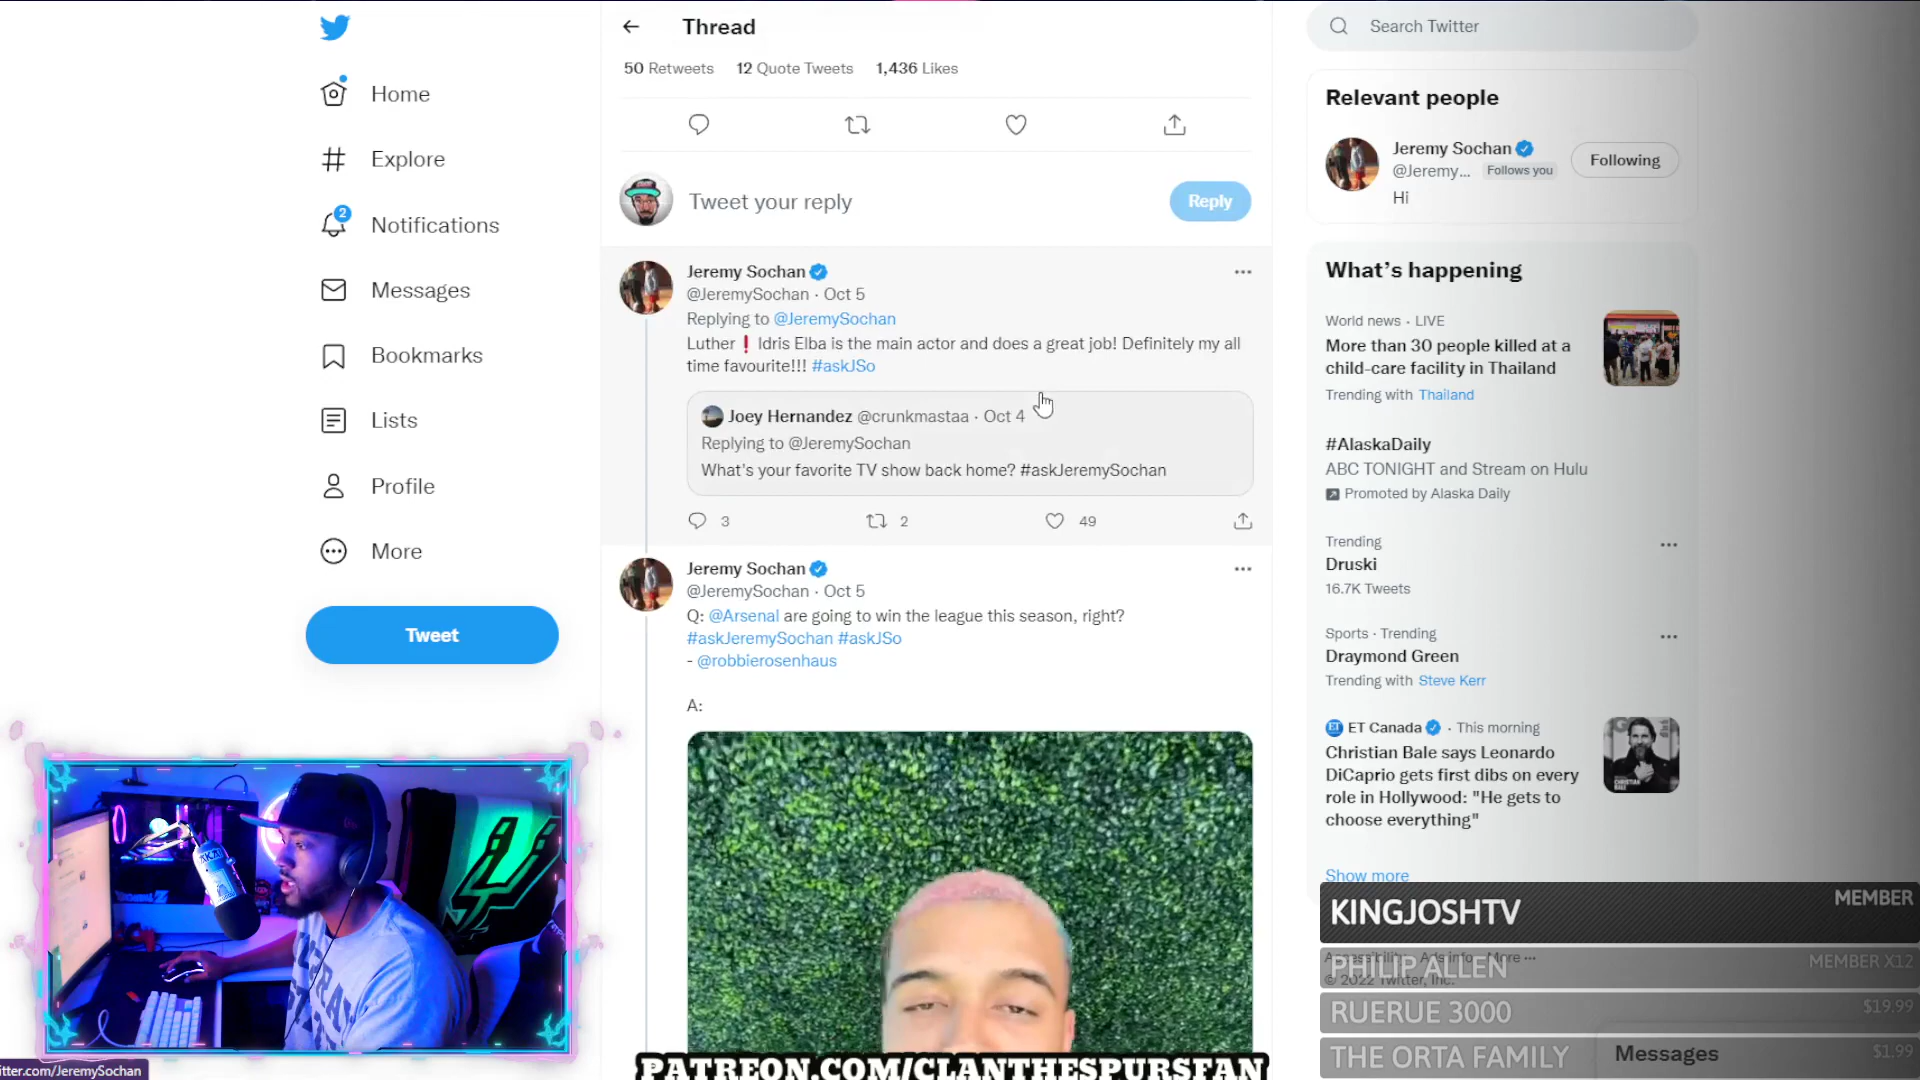 Home
Explore
2
Notifications
Messages
Bookmarks
Lists
Profile
More
Tweet
Thread
50 Retweets 12 Quote Tweets 1,436 Likes
Tweet your reply
Reply
Jeremy Sochan
@JeremySochan · Oct 5
Replying to @JeremySochan
Luther❗ Idris Elba is the main actor and does a great job! Definitely my all
time favourite!!! #askJSo
Joey Hernandez @crunkmastaa · Oct 4
Replying to @JeremySochan
What's your favorite TV show back home? #askJeremySochan
3 2 49
Jeremy Sochan
@JeremySochan · Oct 5
Q: @Arsenal are going to win the league this season, right?
#askJeremySochan #askJSo
- @robbierosenhaus
A:
PATREON.COM/CLANTHESPURSFAN
Search Twitter
Relevant people
Jeremy Sochan
@Jeremy... Follows you
Following
Hi
What's happening
World news · LIVE
More than 30 people killed at a
child-care facility in Thailand
Trending with Thailand
#AlaskaDaily
ABC TONIGHT and Stream on Hulu
Promoted by Alaska Daily
Trending
Druski
16.7K Tweets
Sports · Trending
Draymond Green
Trending with Steve Kerr
ET Canada · This morning
Christian Bale says Leonardo
DiCaprio gets first dibs on every
role in Hollywood: "He gets to
choose everything"
Show more
KINGJOSHTV MEMBER
Accessibility Ads info More ···
PHILIP ALLEN MEMBER X12
© 2022 Twitter, Inc.
RUERUE 3000 $19.99
THE ORTA FAMILY $1.99
Messages
itter.com/JeremySochan